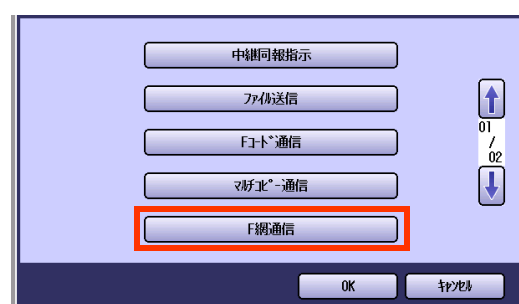 中継同報指示
ﾌｧｲﾙ送信
Fｺｰﾄﾞ通信
ﾏﾙﾁｺﾋﾟｰ通信
F網通信
01
/
02
OK
ｷｬﾝｾﾙ